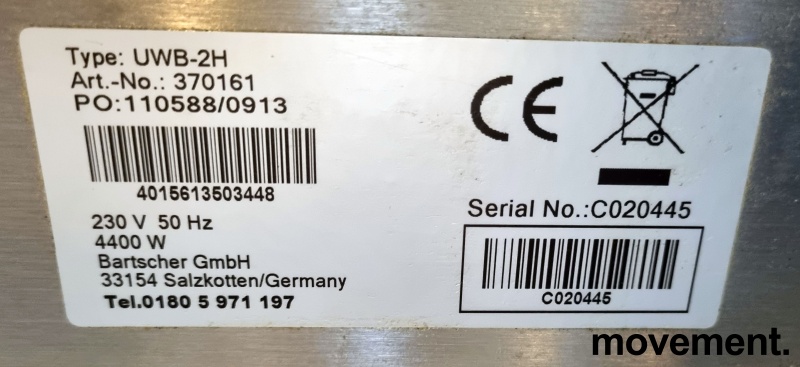 Type: UWB-2H
Art.-No.: 370161
PO:110588/0913
4015613503448
230 V 50 Hz
4400 W
Bartscher GmbH
33154 Salzkotten/Germany
Tel.0180 5 971 197
CE
Serial No.:C020445
C020445
movement.